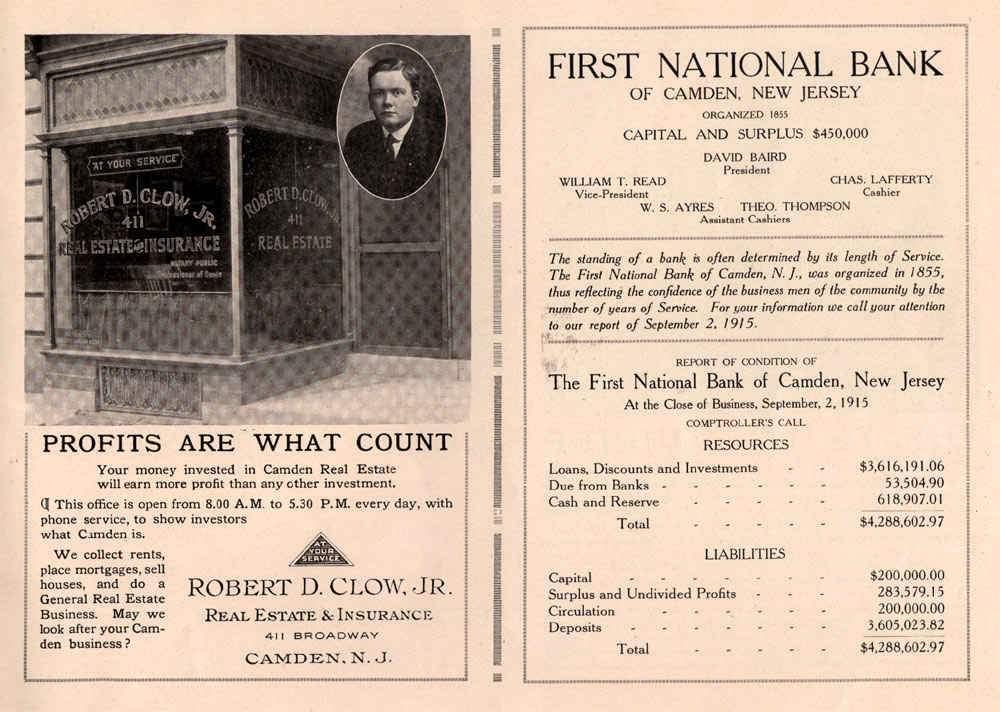 AT YOUR SERVICE
ROBERT D. CLOW, JR.
411
REAL ESTATE AND INSURANCE
NOTARY PUBLIC
Commissioner of Deeds
ROBERT D. CLOW, JR.
411
REAL ESTATE
PROFITS ARE WHAT COUNT
Your money invested in Camden Real Estate
will earn more profit than any other investment.
¶ This office is open from 8.00 A.M. to 5.30 P.M. every day, with
phone service, to show investors
what Camden is.
We collect rents,
place mortgages, sell
houses, and do a
General Real Estate
Business. May we
look after your Cam-
den business?
AT
YOUR
SERVICE
ROBERT D. CLOW, JR.
REAL ESTATE & INSURANCE
411 BROADWAY
CAMDEN, N. J.
FIRST NATIONAL BANK
OF CAMDEN, NEW JERSEY
ORGANIZED 1855
CAPITAL AND SURPLUS $450,000
DAVID BAIRD
President
WILLIAM T. READ CHAS. LAFFERTY
Vice-President Cashier
W. S. AYRES THEO. THOMPSON
Assistant Cashiers
The standing of a bank is often determined by its length of Service.
The First National Bank of Camden, N. J., was organized in 1855,
thus reflecting the confidence of the business men of the community by the
number of years of Service. For your information we call your attention
to our report of September 2, 1915.
REPORT OF CONDITION OF
The First National Bank of Camden, New Jersey
At the Close of Business, September, 2, 1915
COMPTROLLER'S CALL
RESOURCES
Loans, Discounts and Investments - - $3,616,191.06
Due from Banks - - - - - - 53,504.90
Cash and Reserve - - - - - 618,907.01
Total - - - - - $4,288,602.97
LIABILITIES
Capital - - - - - - - $200,000.00
Surplus and Undivided Profits - - - 283,579.15
Circulation - - - - - - 200,000.00
Deposits - - - - - - 3,605,023.82
Total - - - - - $4,288,602.97